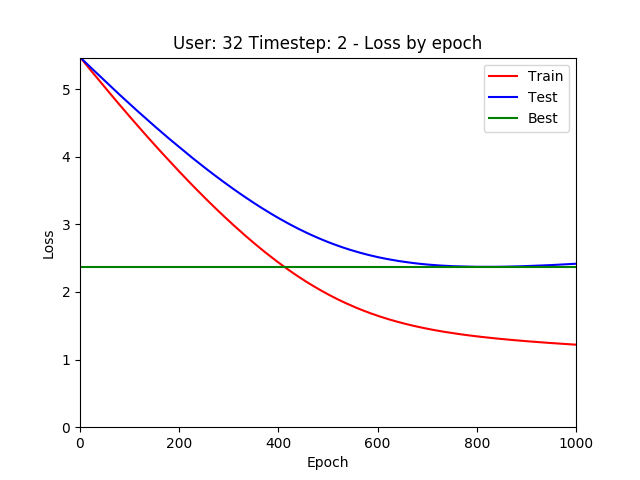 User: 32 Timestep: 2 - Loss by epoch
Train
Test
Best
Loss
5
4
3
2
1
0
0 200 400 600 800 1000
Epoch